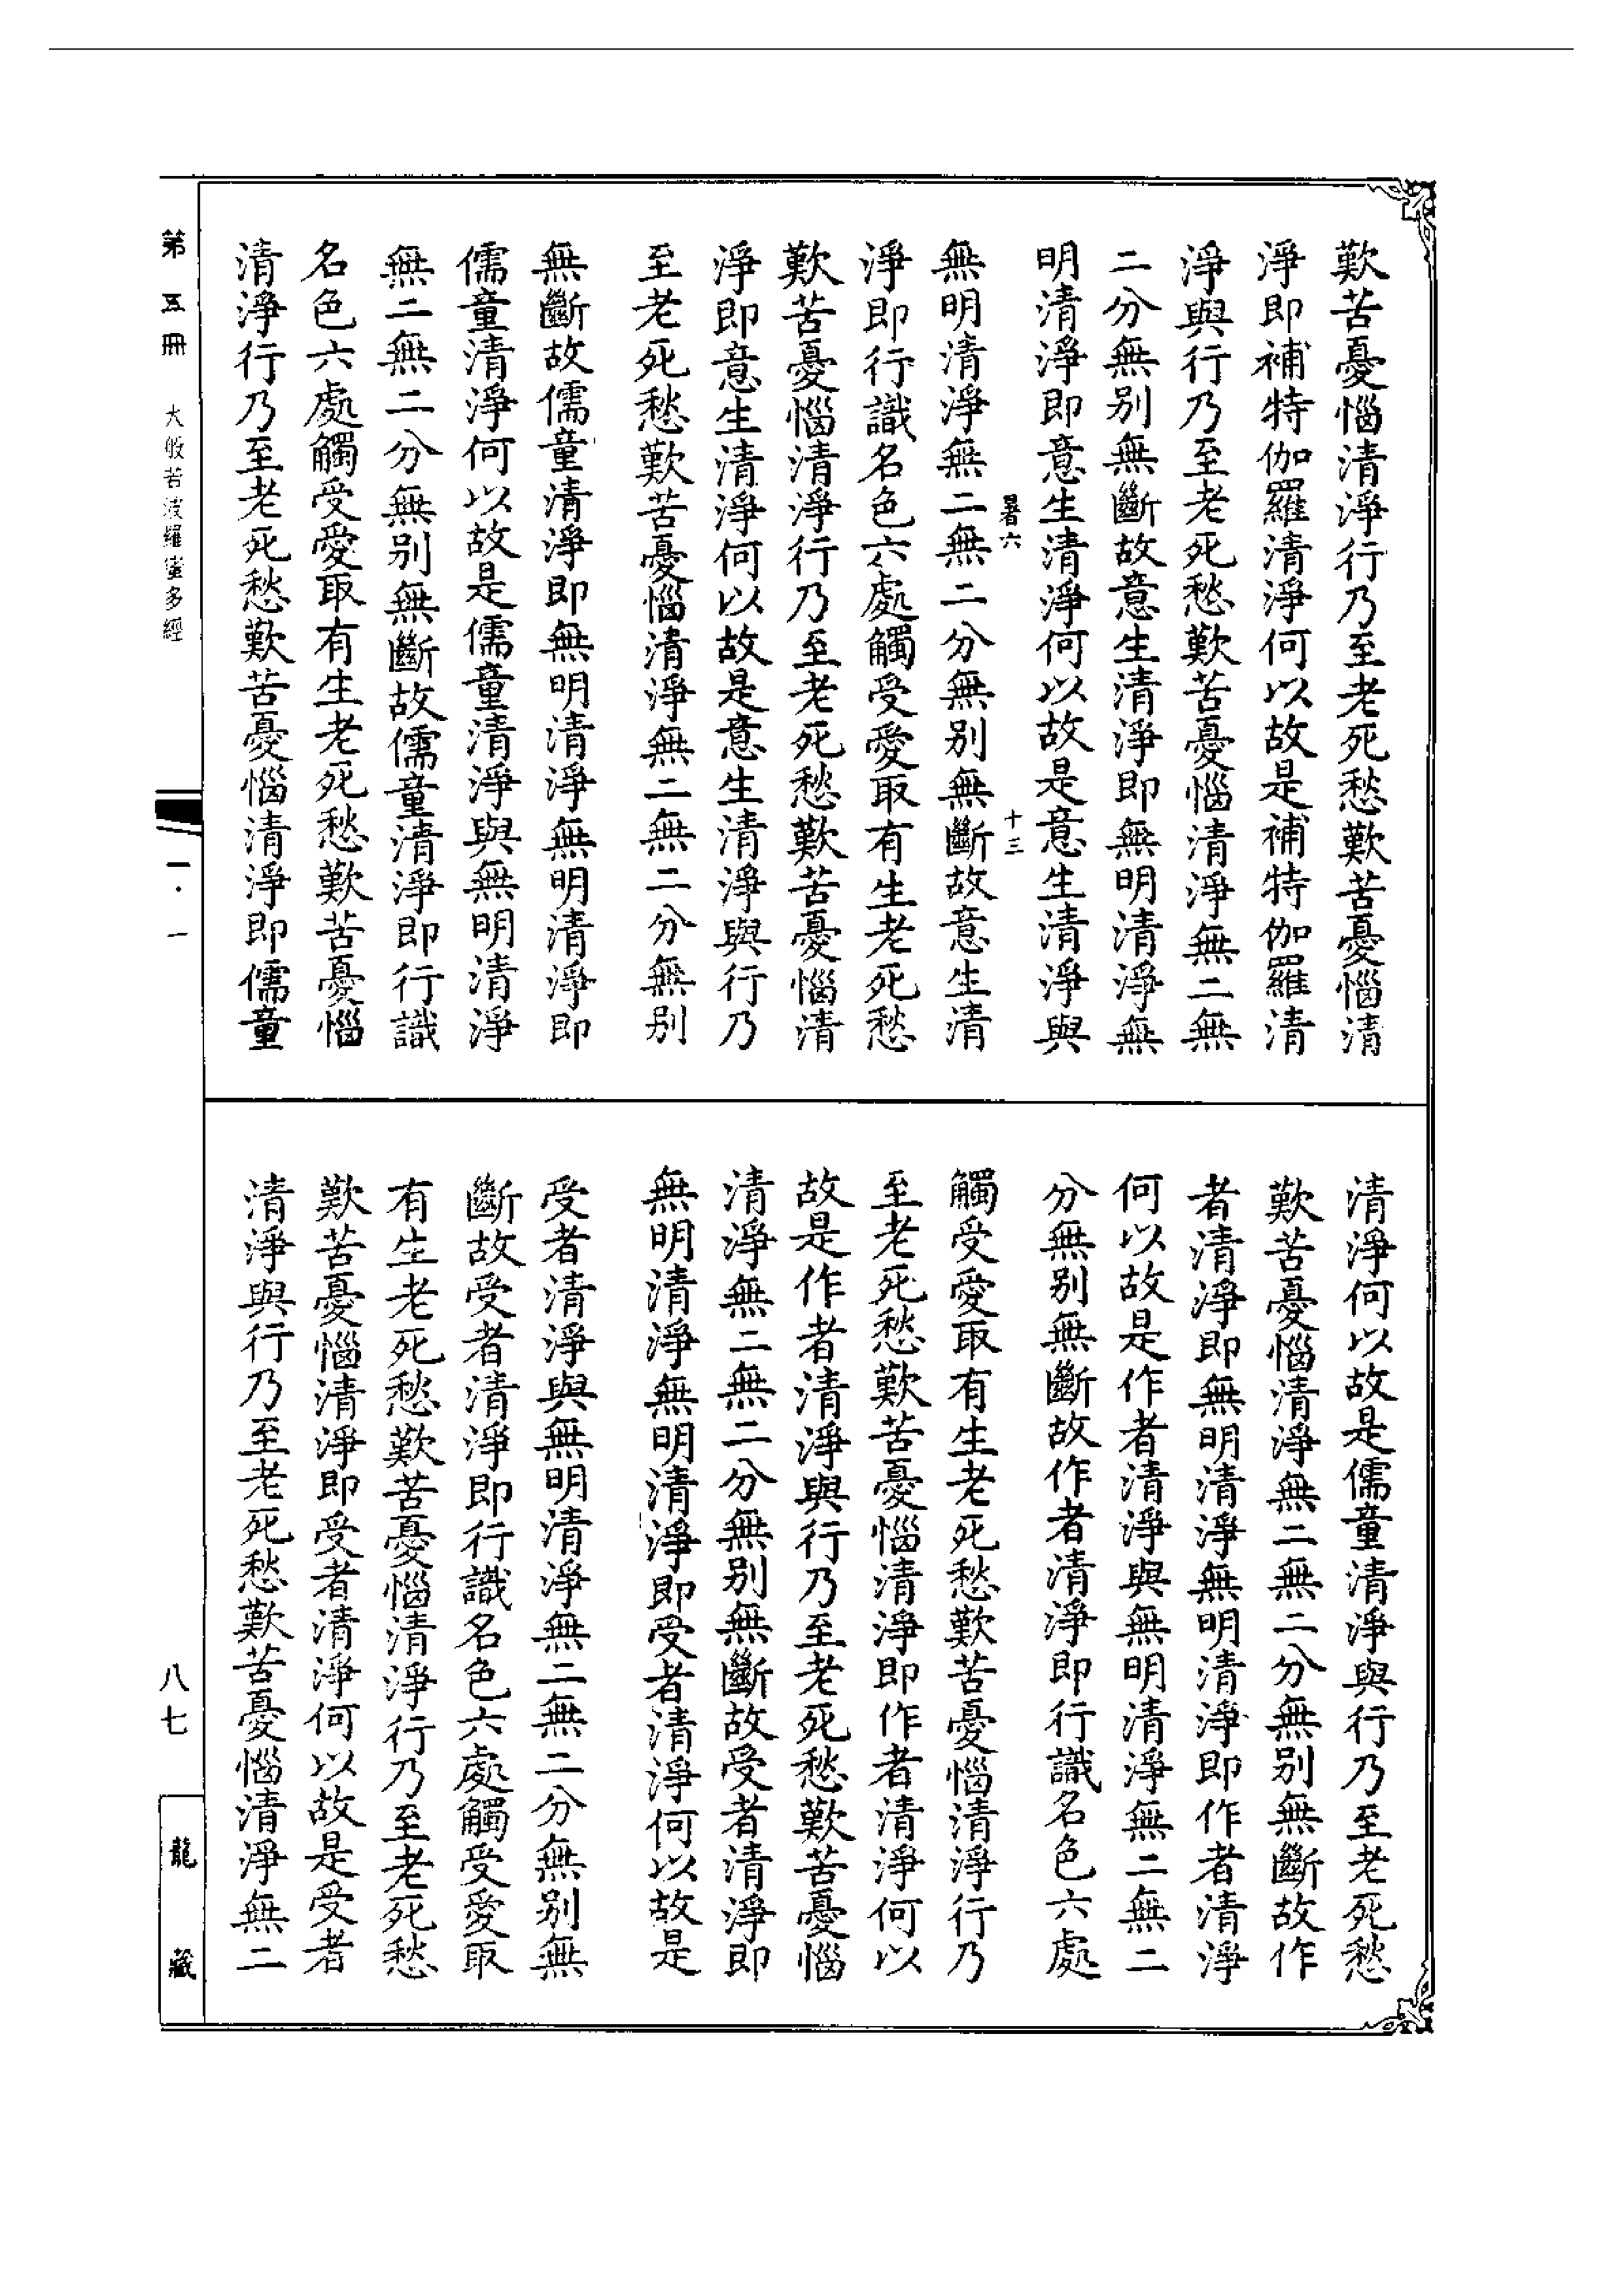 歎苦憂惱清淨行乃至老死愁歎苦憂惱清
淨即補特伽羅清淨何以故是補特伽羅清
淨與行乃至老死愁歎苦憂惱清淨無二無
二分無別無斷故意生清淨即無明清淨無
明清淨即意生清淨何以故是意生清淨與
暑六
十三
無明清淨無二無二分無別無斷故意生清
淨即行識名色六處觸受愛取有生老死愁
歎苦憂惱清淨行乃至老死愁歎苦憂惱清
淨即意生清淨何以故是意生清淨與行乃
至老死愁歎苦憂惱清淨無二無二分無別
無斷故儒童清淨即無明清淨無明清淨即
儒童清淨何以故是儒童清淨與無明清淨
無二無二分無別無斷故儒童清淨即行識
名色六處觸受愛取有生老死愁歎苦憂惱
清淨行乃至老死愁歎苦憂惱清淨即儒童
清淨何以故是儒童清淨與行乃至老死愁
歎苦憂惱清淨無二無二分無別無斷故作
者清淨即無明清淨無明清淨即作者清淨
何以故是作者清淨與無明清淨無二無二
分無別無斷故作者清淨即行識名色六處
觸受愛取有生老死愁歎苦憂惱清淨行乃
至老死愁歎苦憂惱清淨即作者清淨何以
故是作者清淨與行乃至老死愁歎苦憂惱
清淨無二無二分無別無斷故受者清淨即
無明清淨無明清淨即受者清淨何以故是
受者清淨與無明清淨無二無二分無別無
斷故受者清淨即行識名色六處觸受愛取
有生老死愁歎苦憂惱清淨行乃至老死愁
歎苦憂惱清淨即受者清淨何以故是受者
清淨與行乃至老死愁歎苦憂惱清淨無二
第五冊 大般若波羅蜜多經
一·一
八七
龍藏